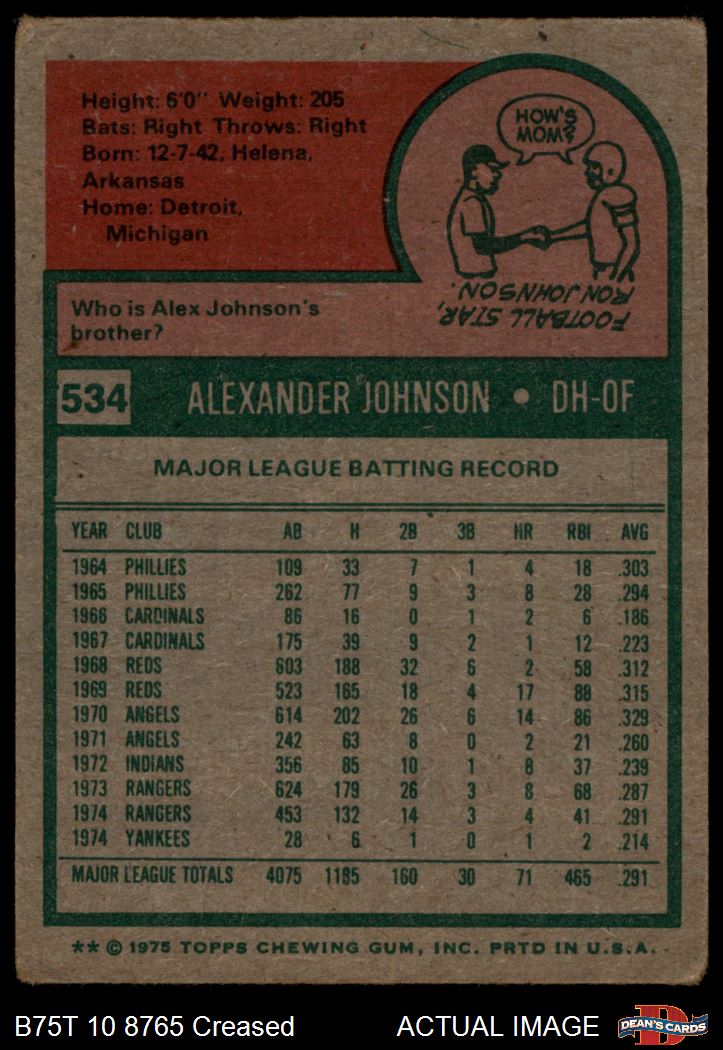 Height: 6'0" Weight: 205
Bats: Right Throws: Right
Born: 12-7-42, Helena,
Arkansas
Home: Detroit,
Michigan
HOW'S
MOM?
FOOTBALL STAR,
RON JOHNSON.
Who is Alex Johnson's
brother?
534 ALEXANDER JOHNSON • DH-OF
MAJOR LEAGUE BATTING RECORD
YEAR CLUB AB H 2B 3B HR RBI AVG
1964 PHILLIES 109 33 7 1 4 18 .303
1965 PHILLIES 262 77 9 3 8 28 .294
1966 CARDINALS 86 16 0 1 2 6 .186
1967 CARDINALS 175 39 9 2 1 12 .223
1968 REDS 603 188 32 6 2 58 .312
1969 REDS 523 165 18 4 17 88 .315
1970 ANGELS 614 202 26 6 14 86 .329
1971 ANGELS 242 63 8 0 2 21 .260
1972 INDIANS 356 85 10 1 8 37 .239
1973 RANGERS 624 179 26 3 8 68 .287
1974 RANGERS 453 132 14 3 4 41 .291
1974 YANKEES 28 6 1 0 1 2 .214
MAJOR LEAGUE TOTALS 4075 1185 160 30 71 465 .291
** © 1975 TOPPS CHEWING GUM, INC. PRTD IN U.S.A.
B75T 10 8765 Creased ACTUAL IMAGE
D
DEAN'S CARDS